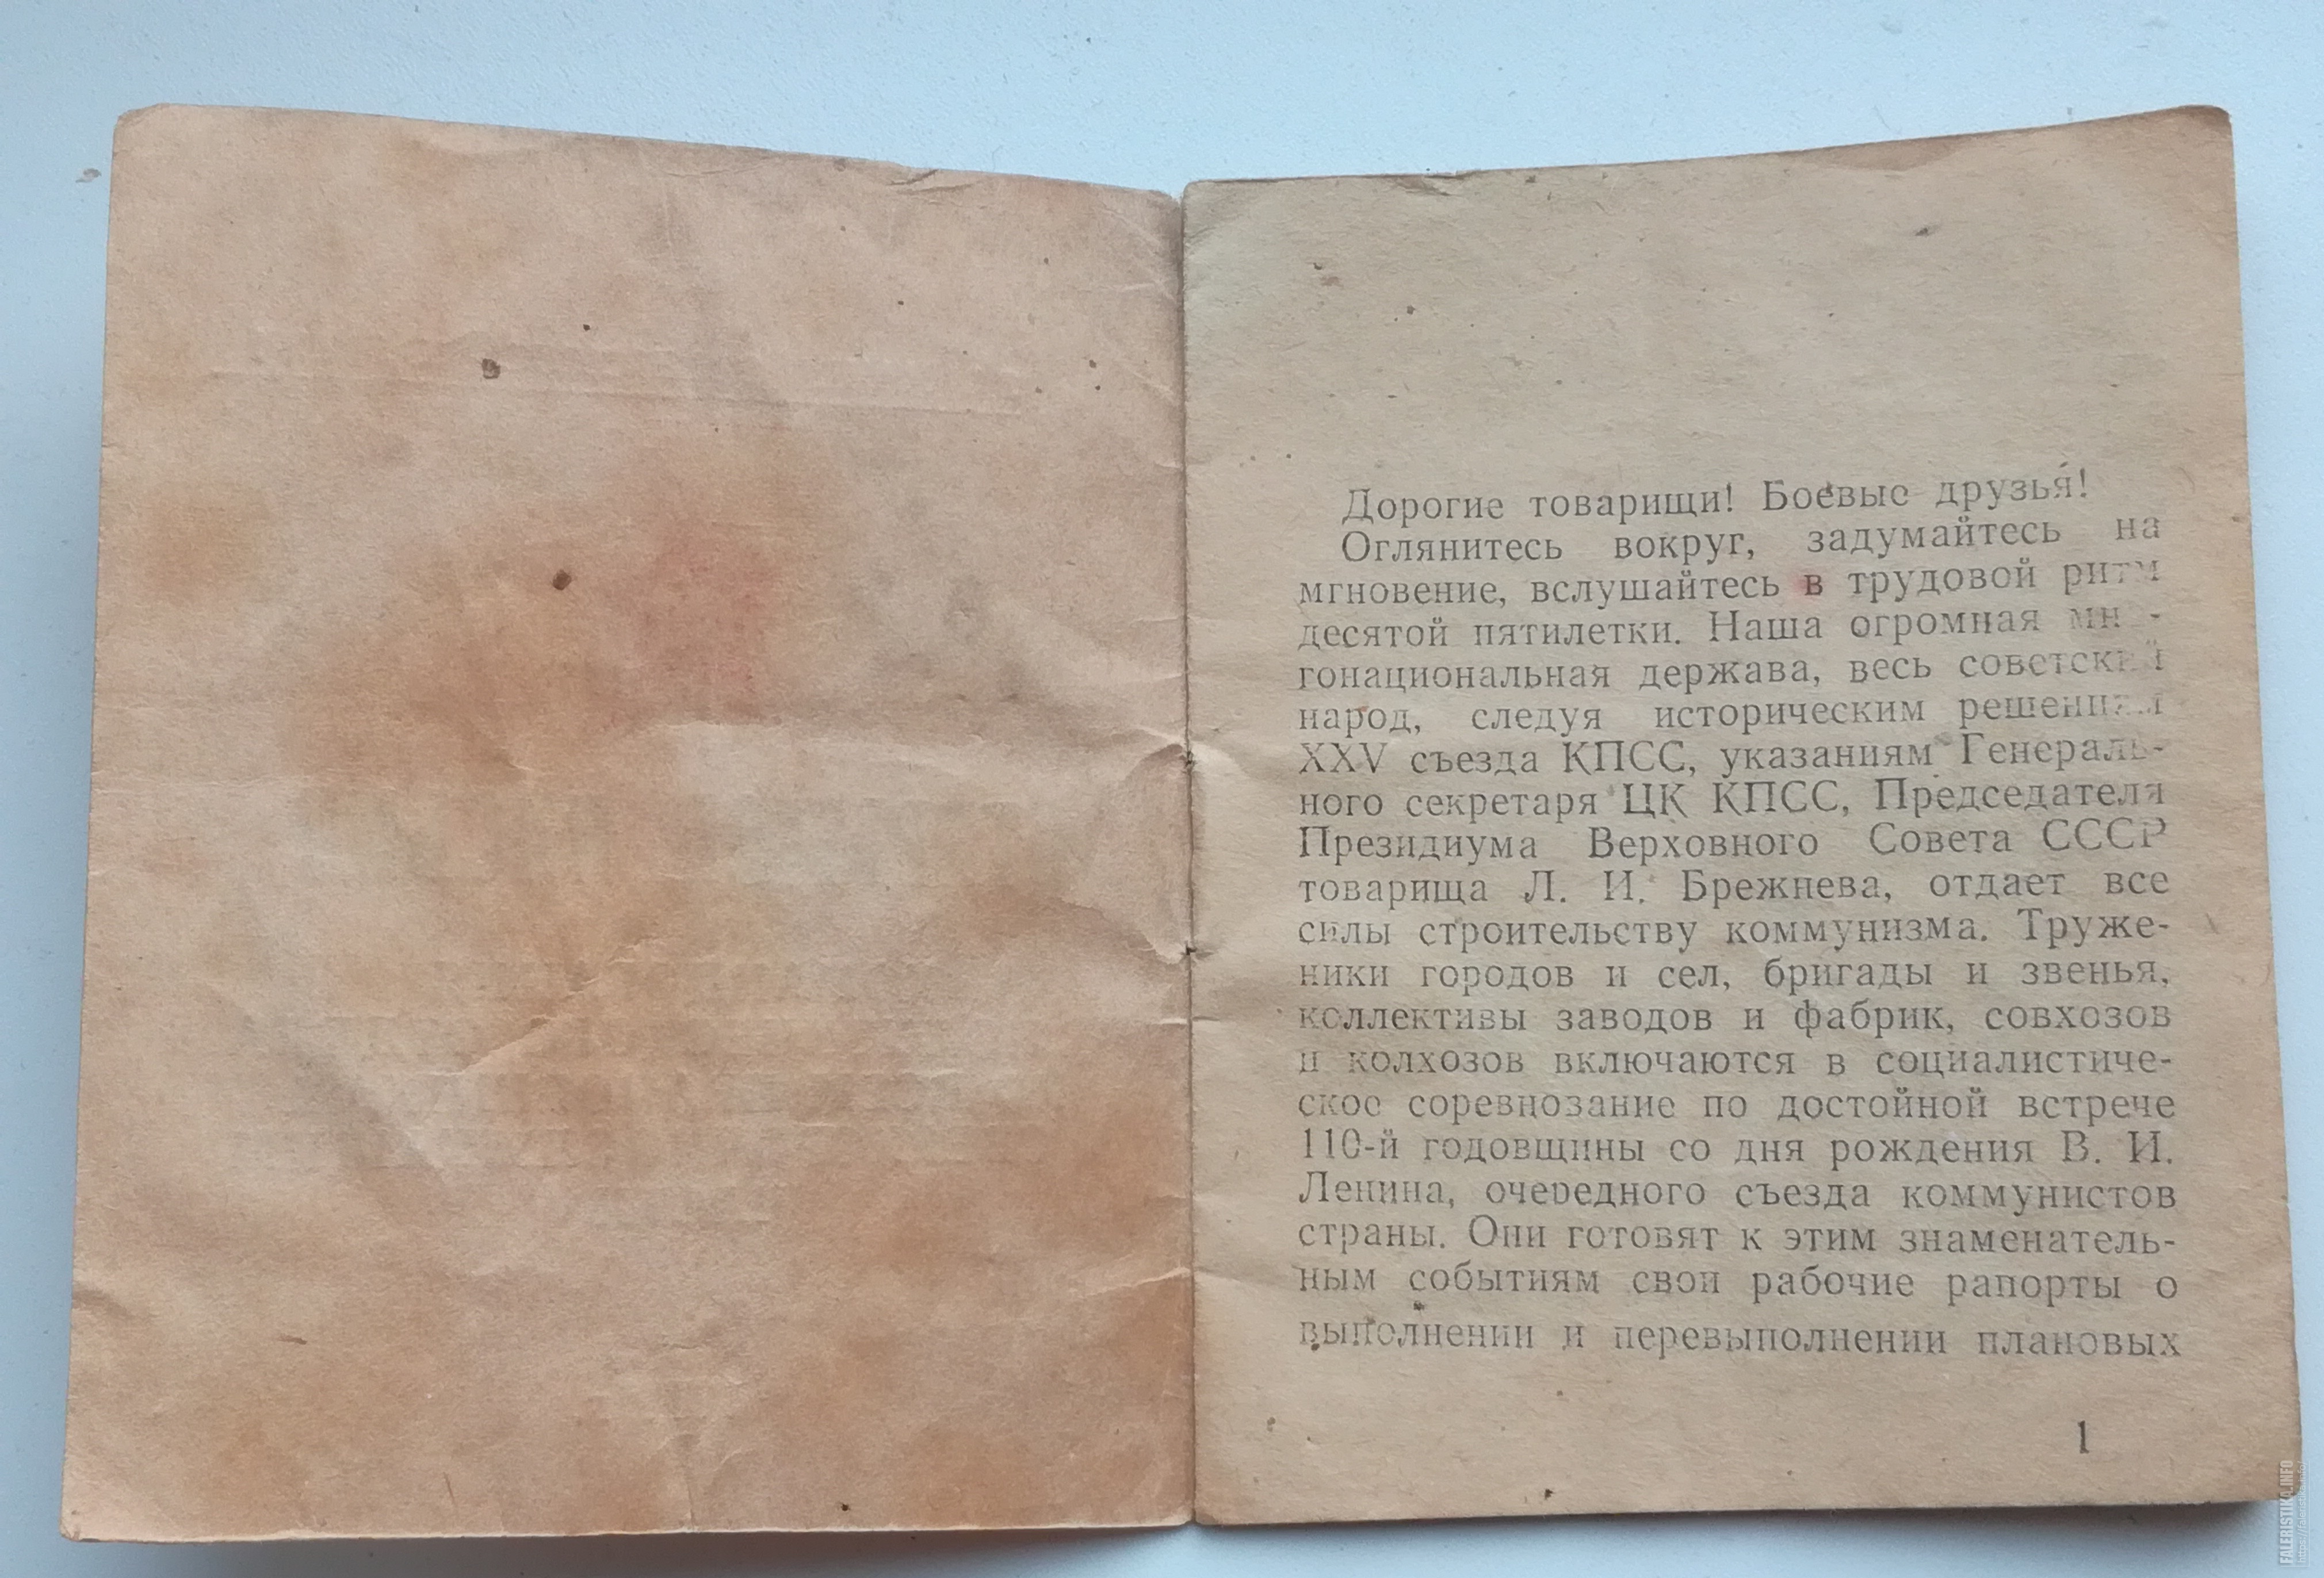 Дорогие товарищи! Боевые друзья!
Оглянитесь вокруг, задумайтесь на
мгновение, вслушайтесь в трудовой ритм
десятой пятилетки. Наша огромная мно-
гонациональная держава, весь советский
народ, следуя историческим решениям
XXV съезда КПСС, указаниям Генераль-
ного секретаря ЦК КПСС, Председателя
Президиума Верховного Совета СССР
товарища Л. И. Брежнева, отдает все
силы строительству коммунизма. Труже-
ники городов и сел, бригады и звенья,
коллективы заводов и фабрик, совхозов
и колхозов включаются в социалистиче-
ское соревнование по достойной встрече
110-й годовщины со дня рождения В. И.
Ленина, очередного съезда коммунистов
страны. Они готовят к этим знаменатель-
ным событиям свои рабочие рапорты о
выполнении и перевыполнении плановых
1
FALERISTIKA.INFO